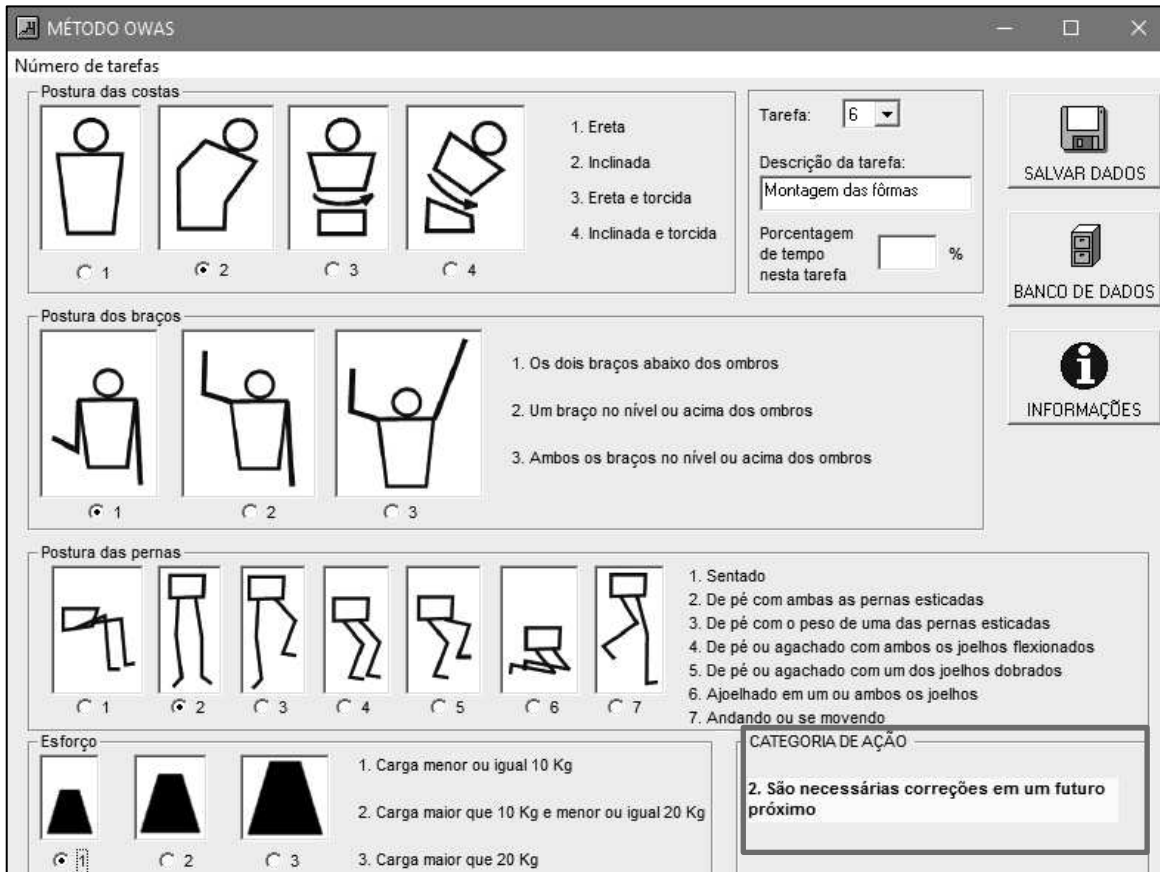 MÉTODO OWAS
Número de tarefas
Postura das costas
1. Ereta
2. Inclinada
3. Ereta e torcida
4. Inclinada e torcida
1
2
3
4
Tarefa:
6
Descrição da tarefa:
Montagem das fôrmas
Porcentagem
de tempo
nesta tarefa
%
SALVAR DADOS
BANCO DE DADOS
INFORMAÇÕES
Postura dos braços
1. Os dois braços abaixo dos ombros
2. Um braço no nível ou acima dos ombros
3. Ambos os braços no nível ou acima dos ombros
1
2
3
Postura das pernas
1. Sentado
2. De pé com ambas as pernas esticadas
3. De pé com o peso de uma das pernas esticadas
4. De pé ou agachado com ambos os joelhos flexionados
5. De pé ou agachado com um dos joelhos dobrados
6. Ajoelhado em um ou ambos os joelhos
7. Andando ou se movendo
1
2
3
4
5
6
7
Esforço
1. Carga menor ou igual 10 Kg
2. Carga maior que 10 Kg e menor ou igual 20 Kg
3. Carga maior que 20 Kg
1
2
3
CATEGORIA DE AÇÃO
2. São necessárias correções em um futuro
próximo